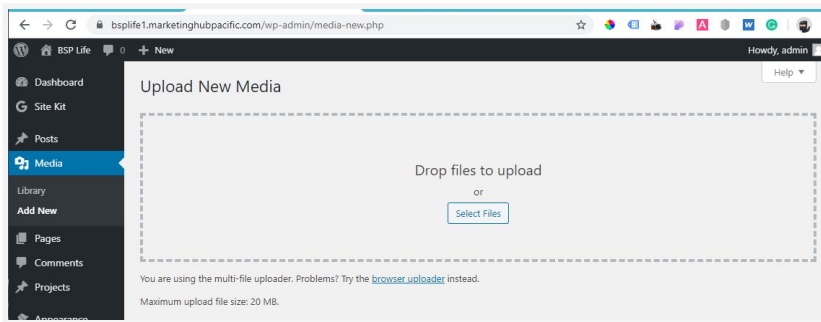 bsplife1.marketinghubpacific.com/wp-admin/media-new.php
BSP Life 0 + New Howdy, admin
Help ▼
Dashboard
Site Kit
Posts
Media
Library
Add New
Pages
Comments
Projects
Appearance
Upload New Media
Drop files to upload
or
Select Files
You are using the multi-file uploader. Problems? Try the browser uploader instead.
Maximum upload file size: 20 MB.